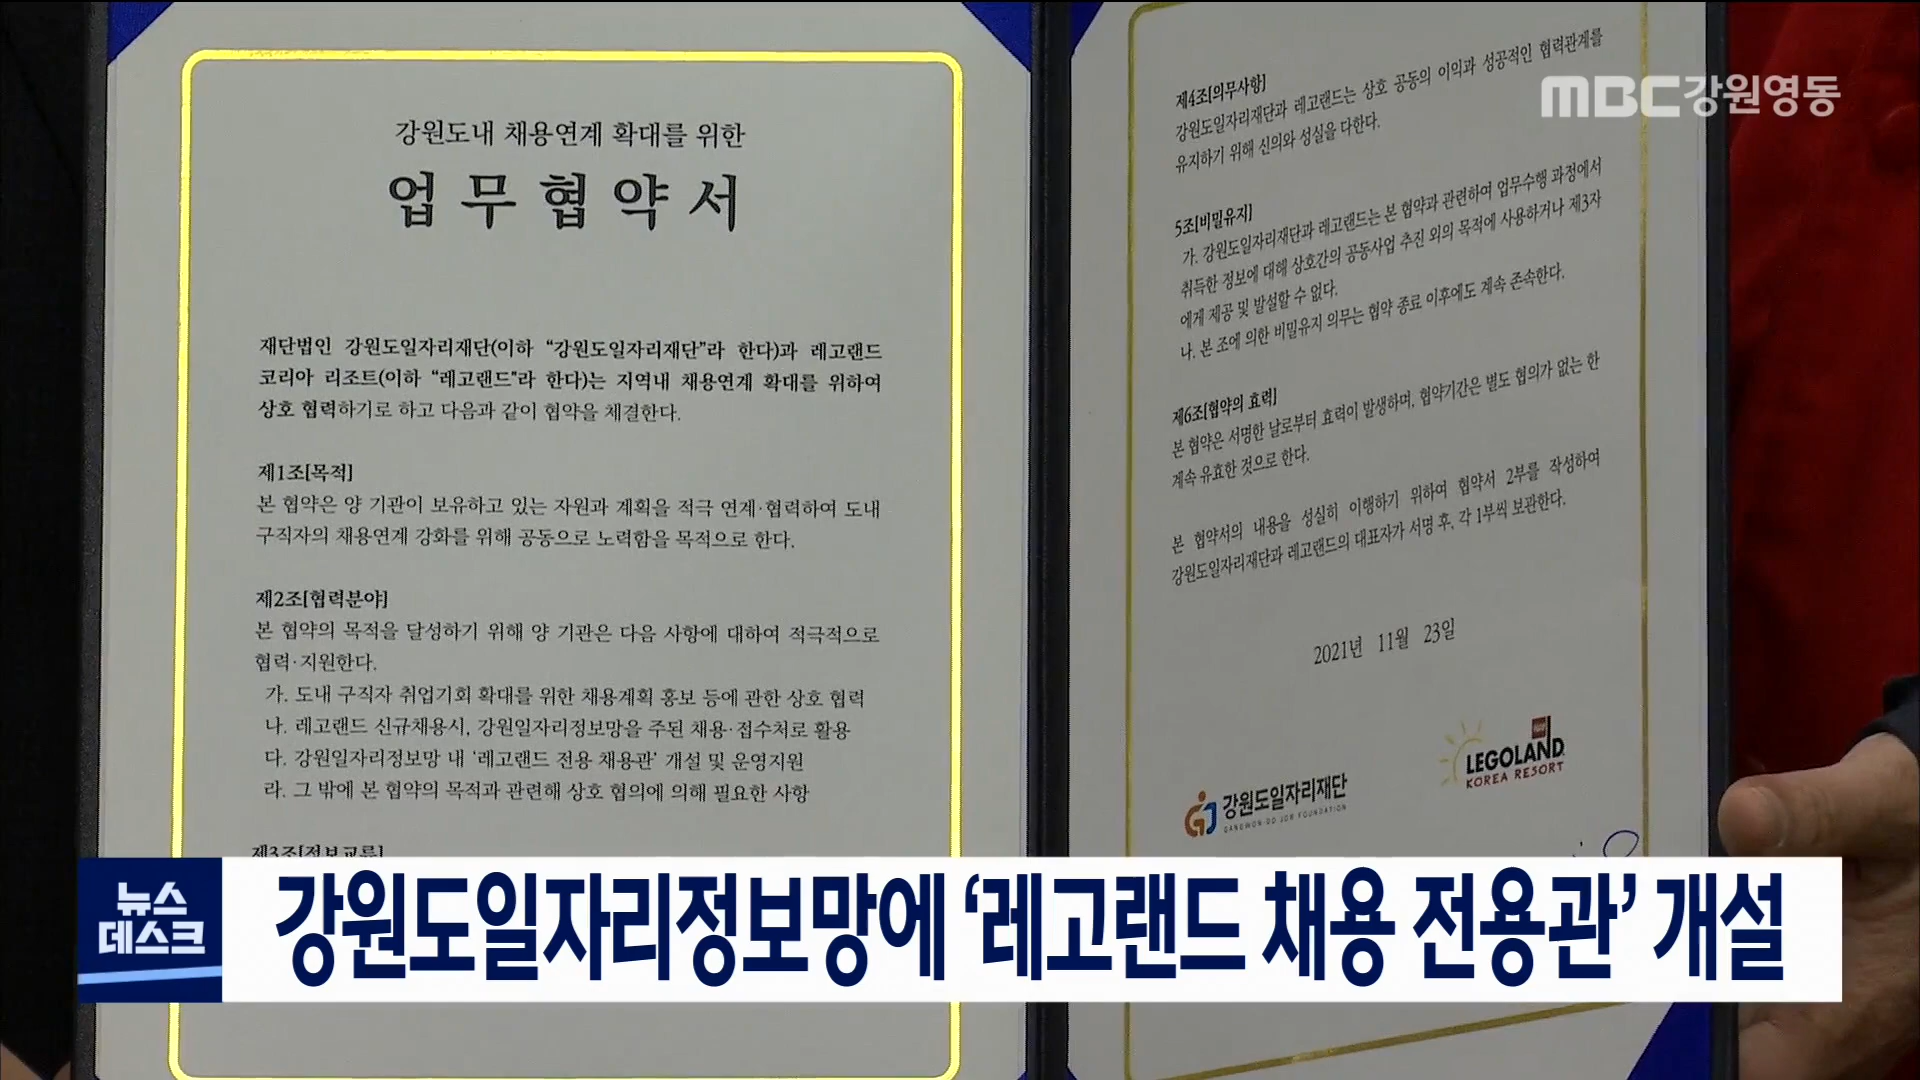 강원도내 채용연계 확대를 위한
업무협약서
재단법인 강원도일자리재단(이하 “강원도일자리재단”라 한다)과 레고랜드
코리아 리조트(이하 “레고랜드”라 한다)는 지역내 채용연계 확대를 위하여
상호 협력하기로 하고 다음과 같이 협약을 체결한다.
제1조[목적]
본 협약은 양 기관이 보유하고 있는 자원과 계획을 적극 연계·협력하여 도내
구직자의 채용연계 강화를 위해 공동으로 노력함을 목적으로 한다.
제2조[협력분야]
본 협약의 목적을 달성하기 위해 양 기관은 다음 사항에 대하여 적극적으로
협력·지원한다.
가. 도내 구직자 취업기회 확대를 위한 채용계획 홍보 등에 관한 상호 협력
나. 레고랜드 신규채용시, 강원일자리정보망을 주된 채용·접수처로 활용
다. 강원일자리정보망 내 ‘레고랜드 전용 채용관’ 개설 및 운영지원
라. 그 밖에 본 협약의 목적과 관련해 상호 협의에 의해 필요한 사항
제3조[정보교류]
제4조[의무사항]
강원도일자리재단과 레고랜드는 상호 공동의 이익과 성공적인 협력관계를
유지하기 위해 신의와 성실을 다한다.
5조[비밀유지]
가. 강원도일자리재단과 레고랜드는 본 협약과 관련하여 업무수행 과정에서
취득한 정보에 대해 상호간의 공동사업 추진 외의 목적에 사용하거나 제3자
에게 제공 및 발설할 수 없다.
나. 본 조에 의한 비밀유지 의무는 협약 종료 이후에도 계속 존속한다.
제6조[협약의 효력]
본 협약은 서명한 날로부터 효력이 발생하며, 협약기간은 별도 협의가 없는 한
계속 유효한 것으로 한다.
본 협약서의 내용을 성실히 이행하기 위하여 협약서 2부를 작성하여
강원도일자리재단과 레고랜드의 대표자가 서명 후, 각 1부씩 보관한다.
2021년 11월 23일
강원도일자리재단
GANGWON-DO JOB FOUNDATION
LEGOLAND
KOREA RESORT
MBC강원영동
뉴스
데스크
강원도일자리정보망에 ‘레고랜드 채용 전용관’ 개설